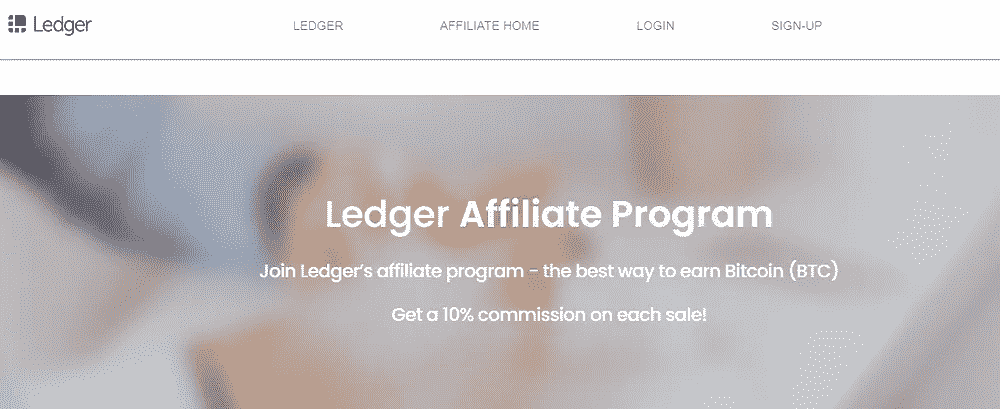 Ledger
LEDGER AFFILIATE HOME LOGIN SIGN-UP
Ledger Affiliate Program
Join Ledger's affiliate program - the best way to earn Bitcoin (BTC)
Get a 10% commission on each sale!